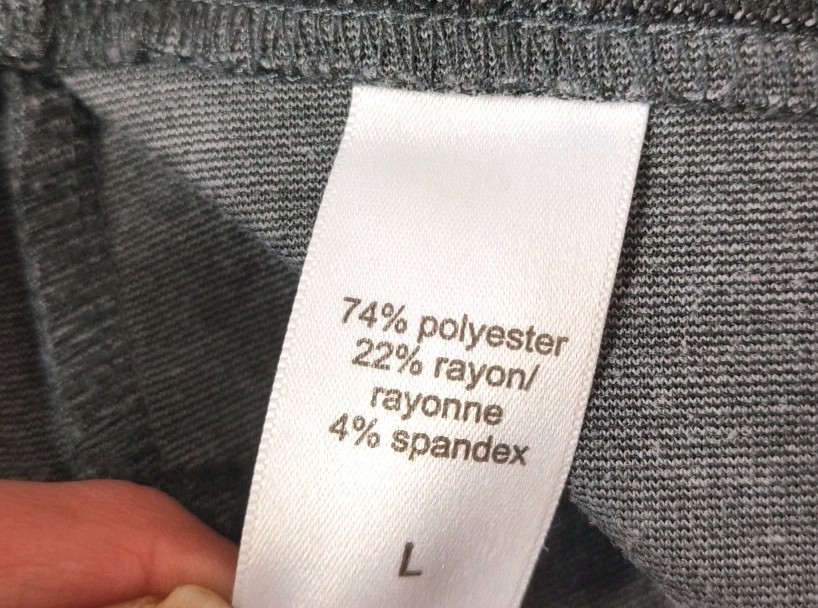 74% polyester
22% rayon/
rayonne
4% spandex
L